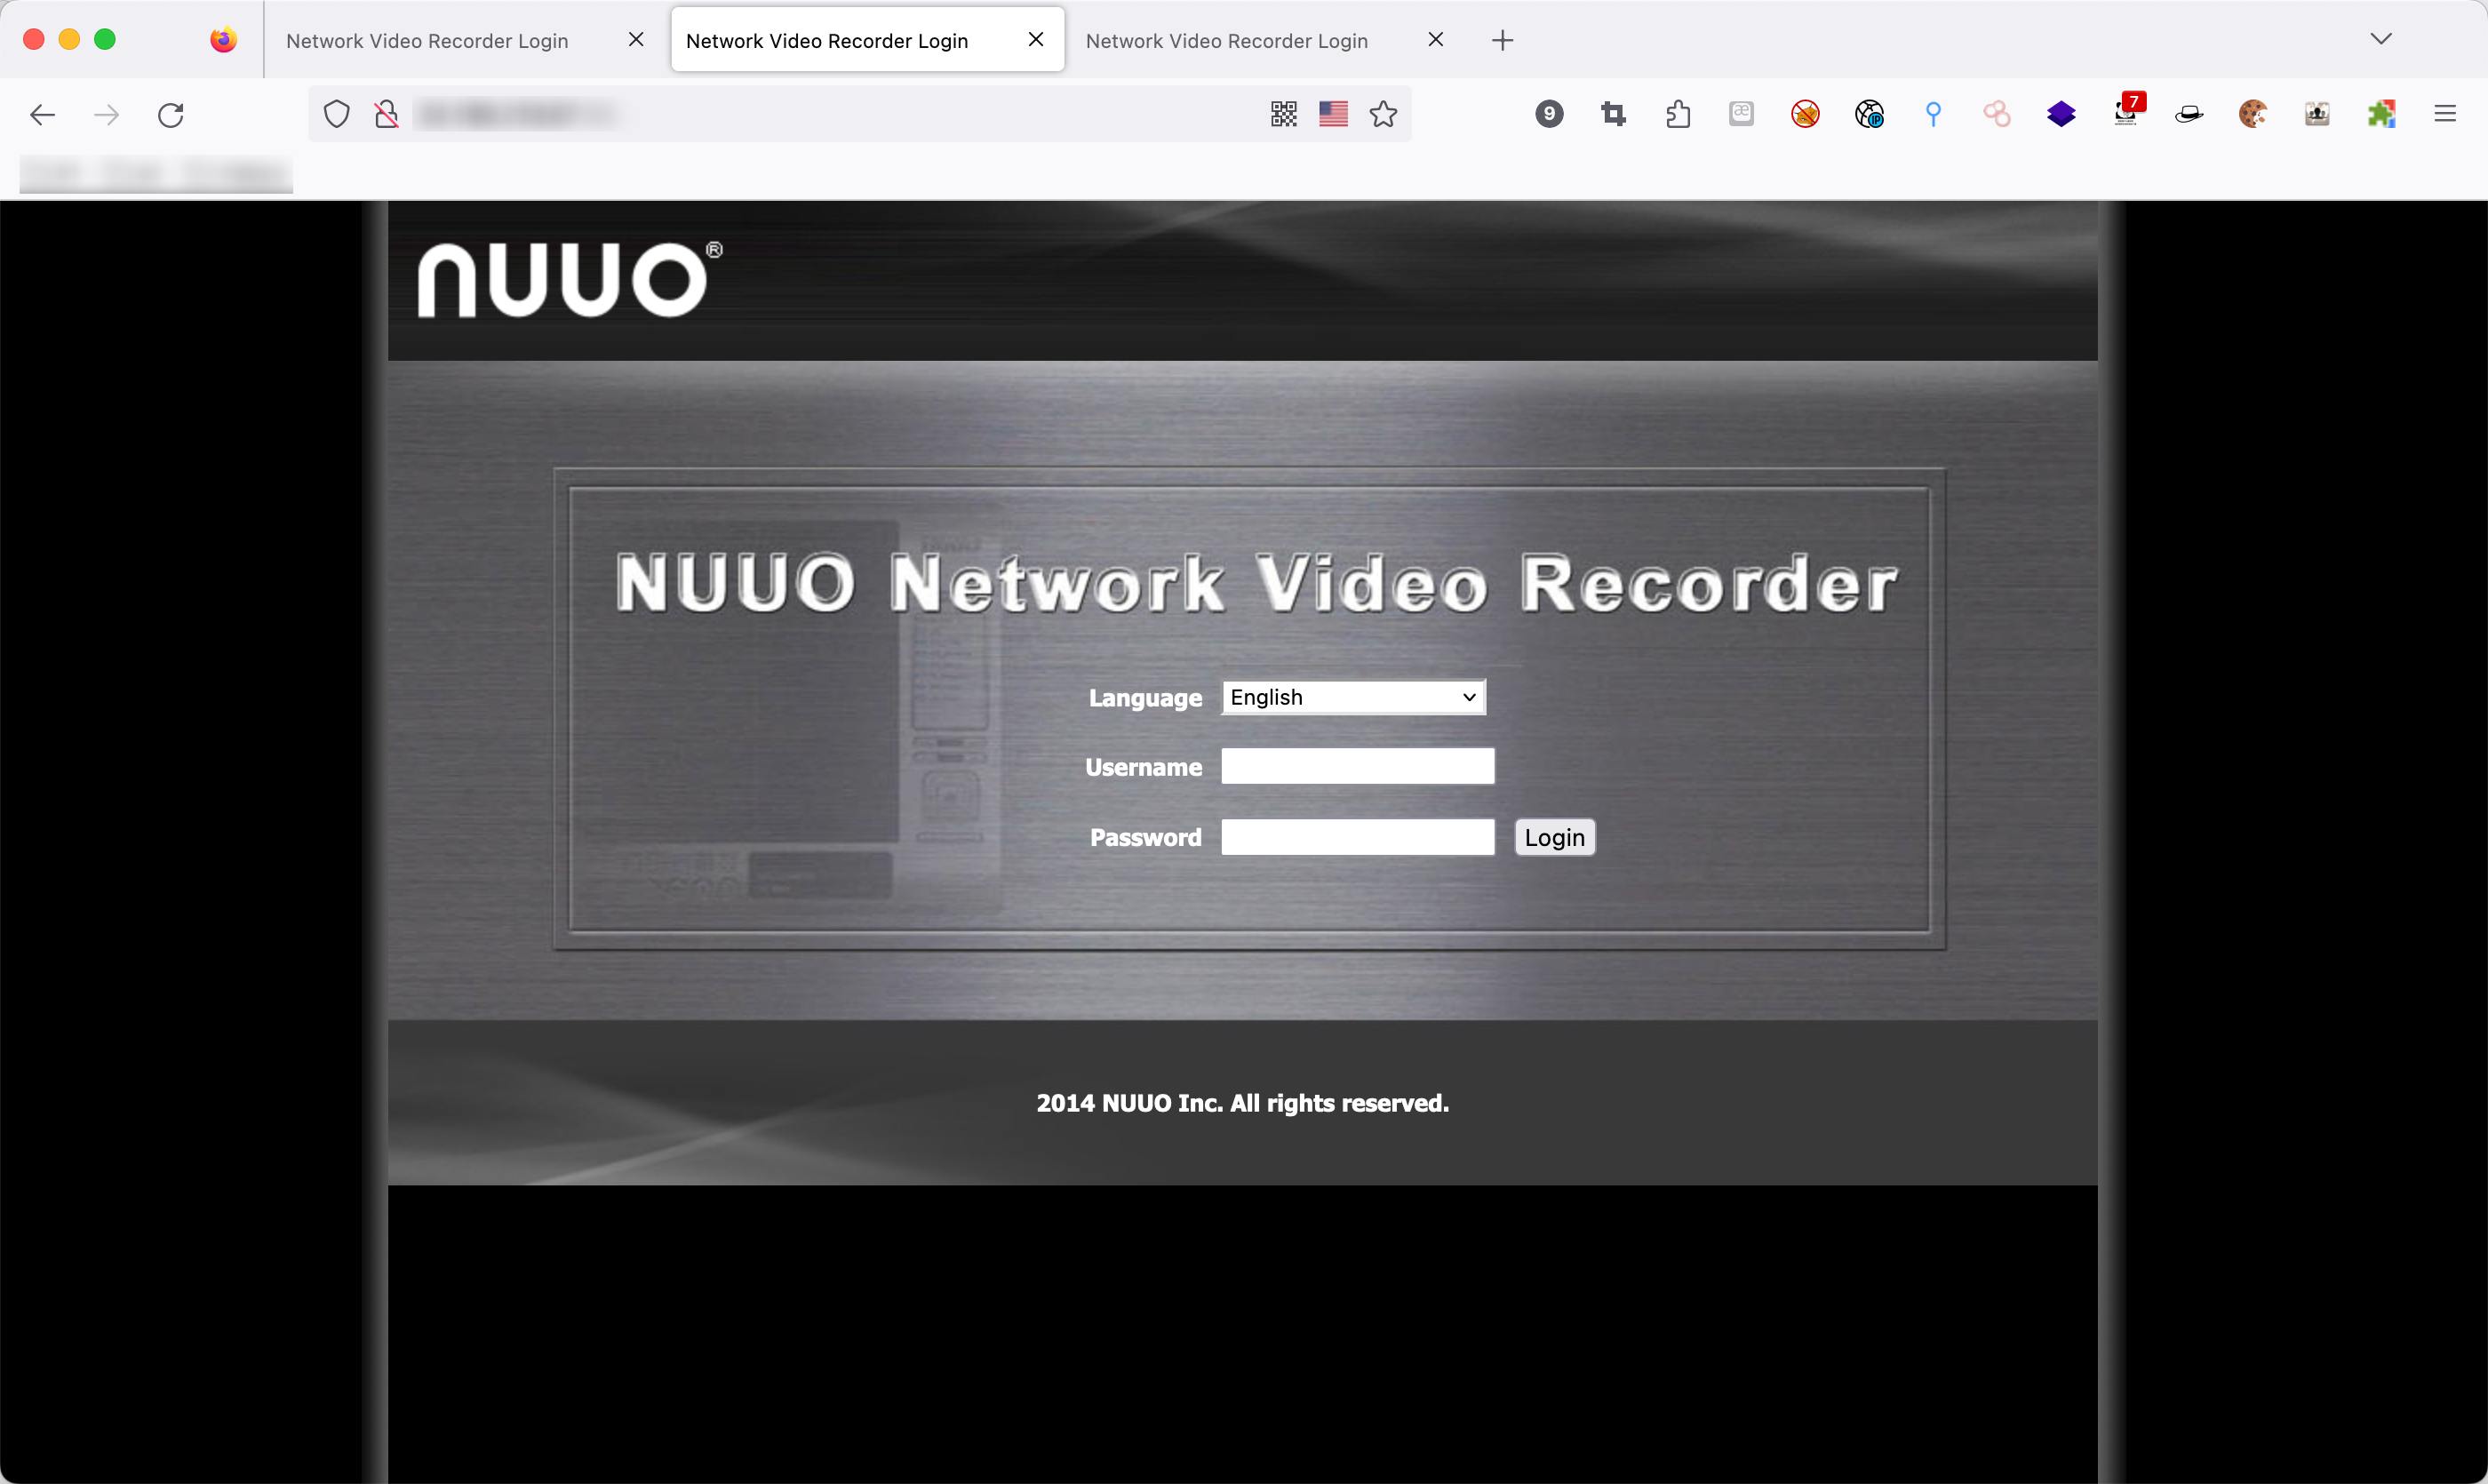 Network Video Recorder Login
Network Video Recorder Login
Network Video Recorder Login
9
IP
7
NUUO®
NUUO Network Video Recorder
Language English
Username
Password Login
2014 NUUO Inc. All rights reserved.